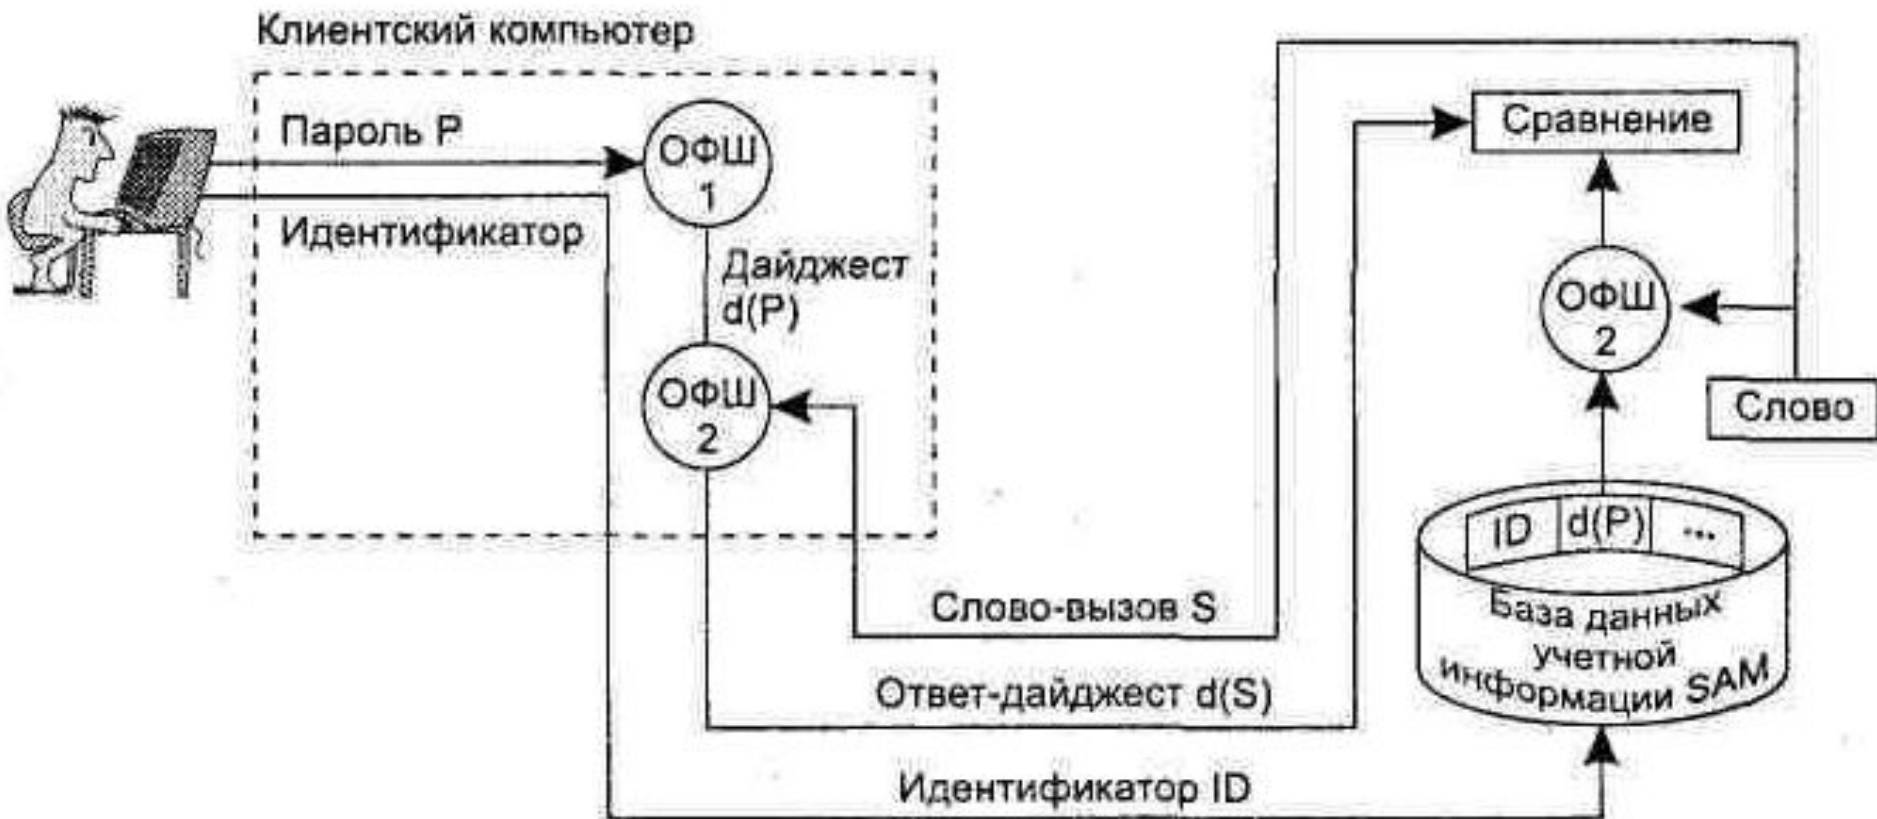 Клиентский компьютер
Пароль P
ОФШ
1
Идентификатор
Дайджест
d(P)
ОФШ
2
Сравнение
ОФШ
2
Слово
ID
d(P)
...
База данных
учетной
информации SAM
Слово-вызов S
Ответ-дайджест d(S)
Идентификатор ID